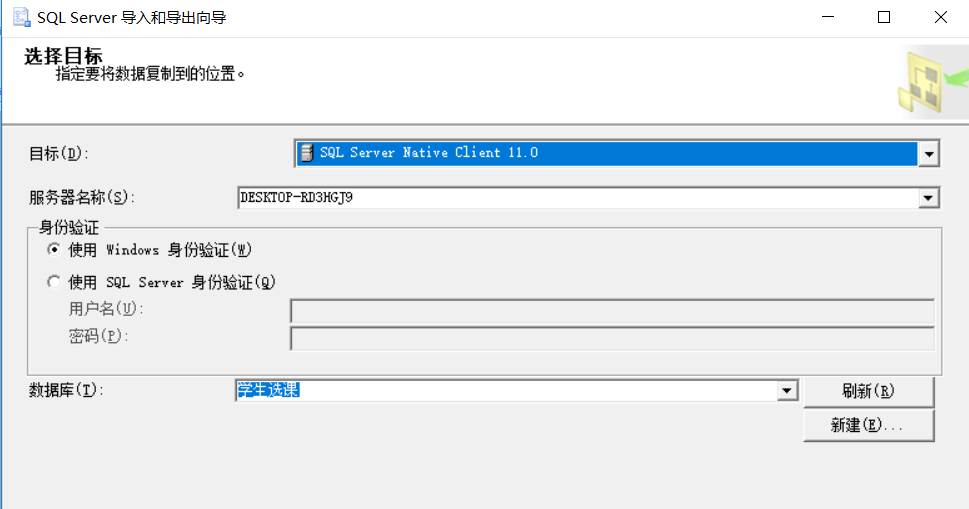 SQL Server 导入和导出向导
选择目标
指定要将数据复制到的位置。
目标(D):
SQL Server Native Client 11.0
服务器名称(S):
DESKTOP-RD3HGJ9
身份验证
使用 Windows 身份验证(W)
使用 SQL Server 身份验证(Q)
用户名(U):
密码(P):
数据库(T):
学生选课
刷新(R)
新建(E)...